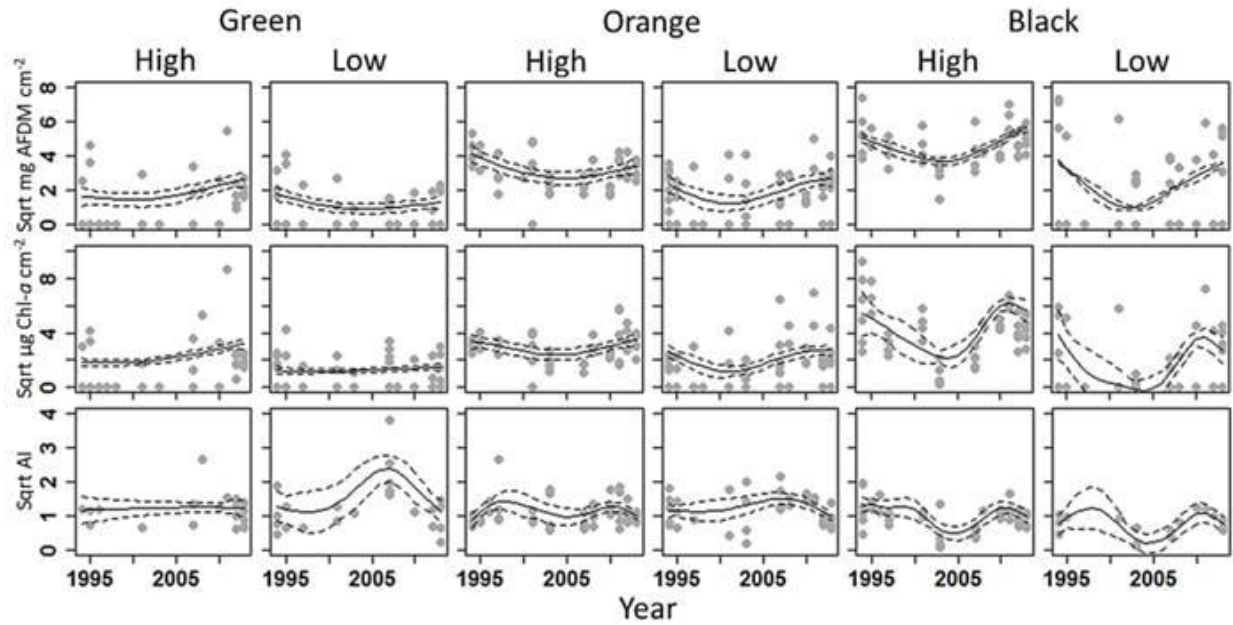 Green Orange Black
High Low High Low High Low
Sqrt mg AFDM cm-2
8
6
4
2
0
Sqrt µg Chl-a cm-2
8
4
2
0
Sqrt AI
4
3
2
1
0
1995 2005 1995 2005 1995 2005 1995 2005 1995 2005 1995 2005
Year